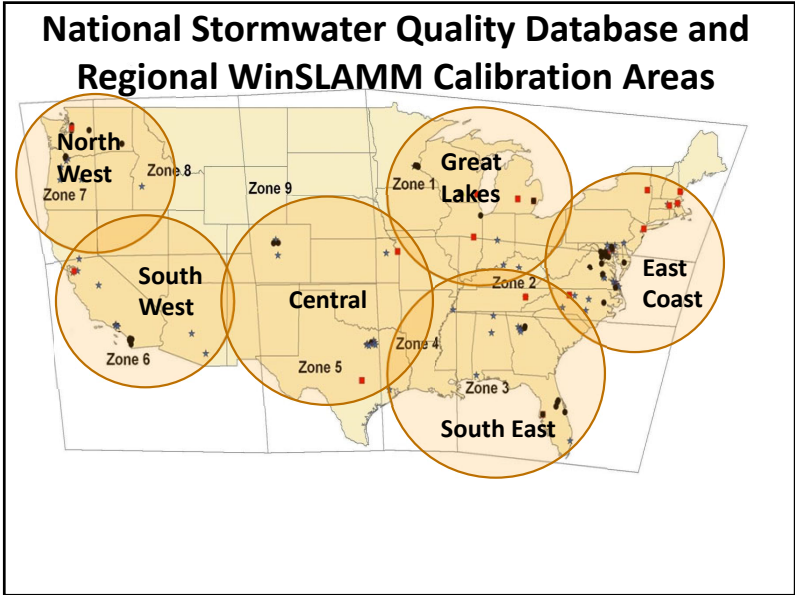 National Stormwater Quality Database and
Regional WinSLAMM Calibration Areas
North
West
Zone 7
Zone 8
Zone 9
Zone 1
Great
Lakes
South
West
Central
Zone 2
East
Coast
Zone 6
Zone 5
Zone 4
Zone 3
South East